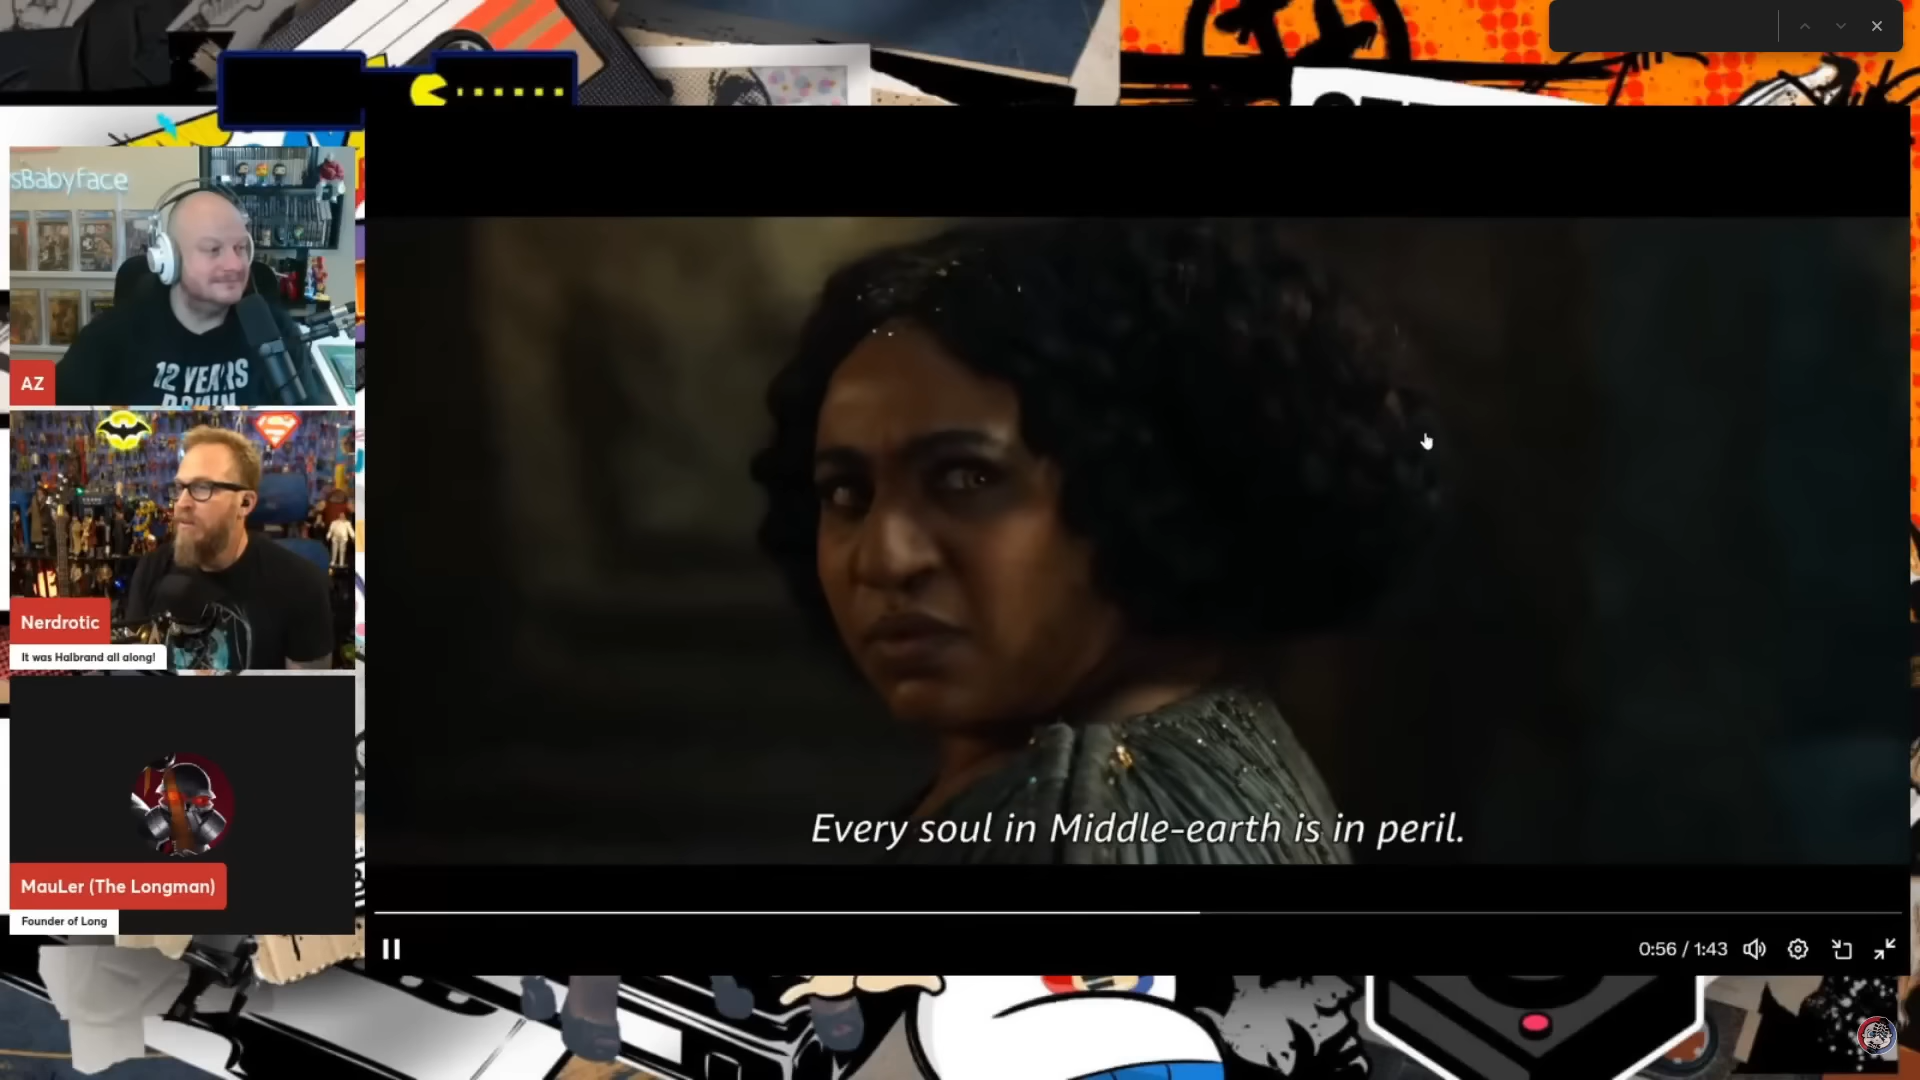 sBabyface
12 YEARS
DOWN
AZ
Nerdrotic
It was Halbrand all along!
MauLer (The Longman)
Founder of Long
Every soul in Middle-earth is in peril.
0:56 / 1:43